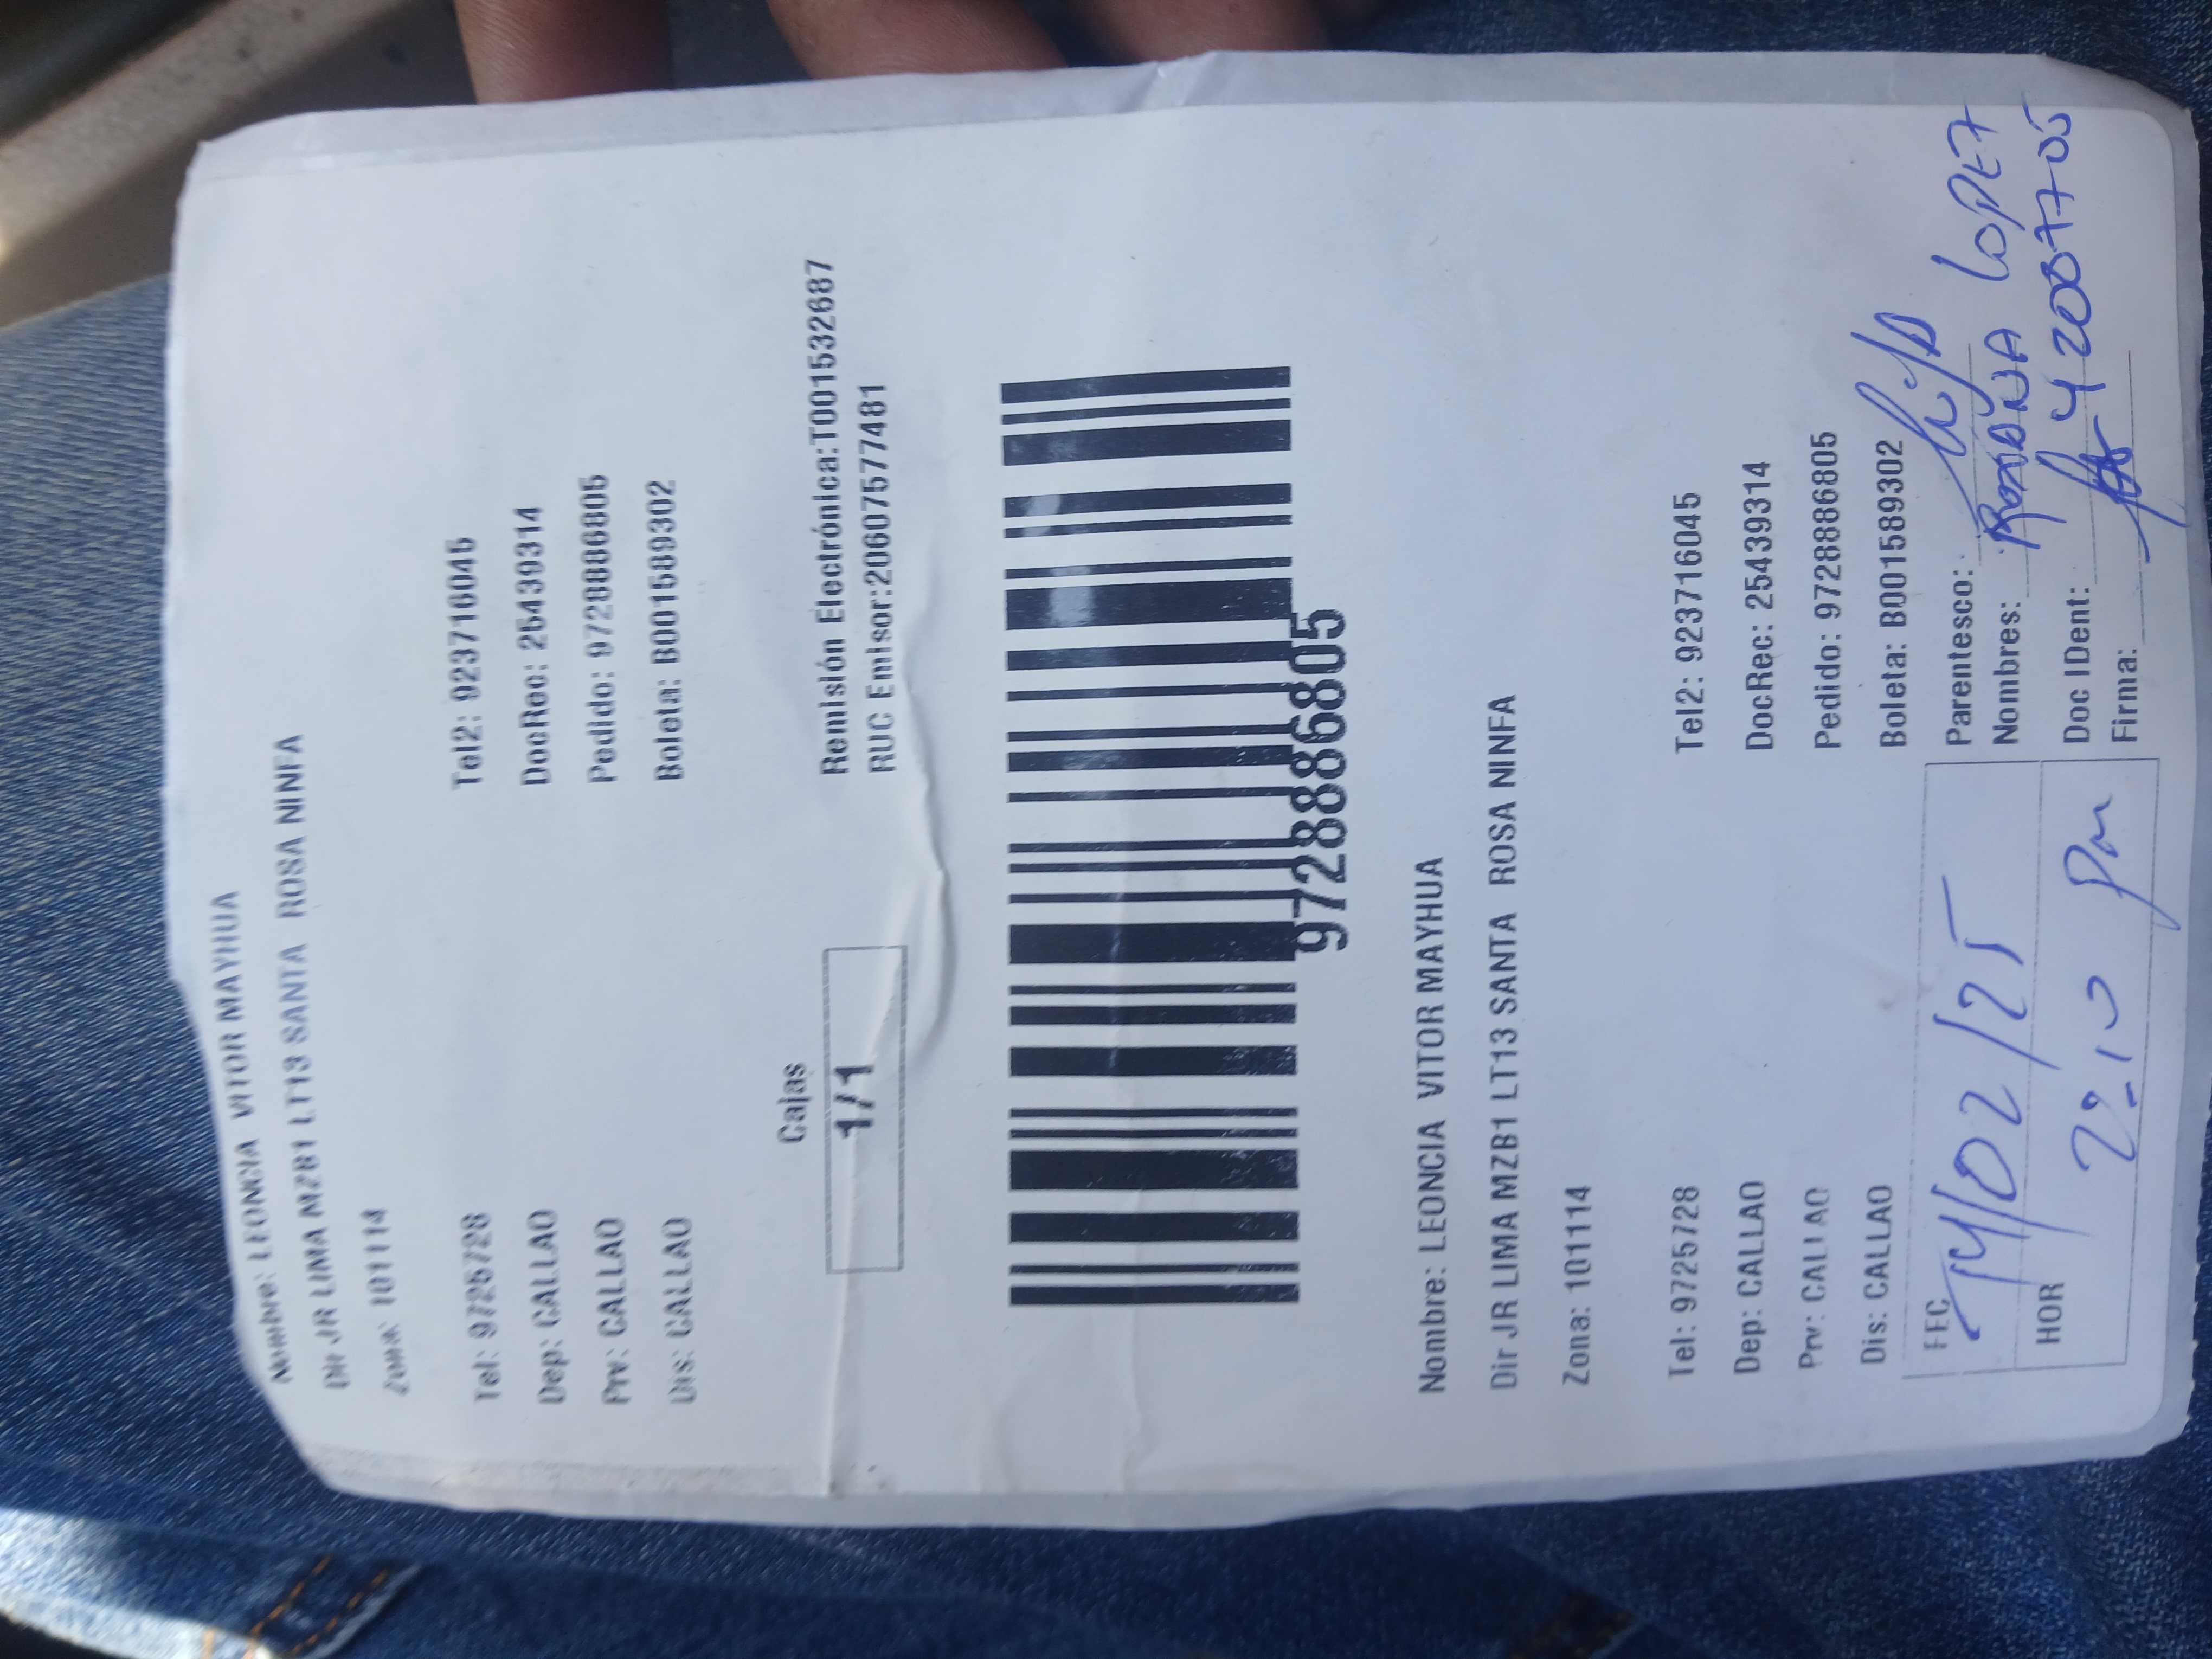 Nombre: LEONCIA VITOR MAYHUA
Dir JR LIMA MZB1 LT13 SANTA ROSA NINFA
Zona: 101114
Tel: 9725728 Tel2: 923716045
Dep: CALLAO DocRec: 25439314
Prv: CALLAO Pedido: 9728886805
Dis: CALLAO Boleta: B001589302
Cajas
1/1
Remisión Electrónica:T001532687
RUC Emisor:20607577481
9728886805
Nombre: LEONCIA VITOR MAYHUA
Dir JR LIMA MZB1 LT13 SANTA ROSA NINFA
Zona: 101114
Tel: 9725728 Tel2: 923716045
Dep: CALLAO DocRec: 25439314
Prv: CALLAO Pedido: 9728886805
Dis: CALLAO Boleta: B001589302
FEC 14/02/25 Parentesco: Hija
Nombres: LOPEZ
HOR 2:10 Pm Doc IDent: 42087705
Firma: